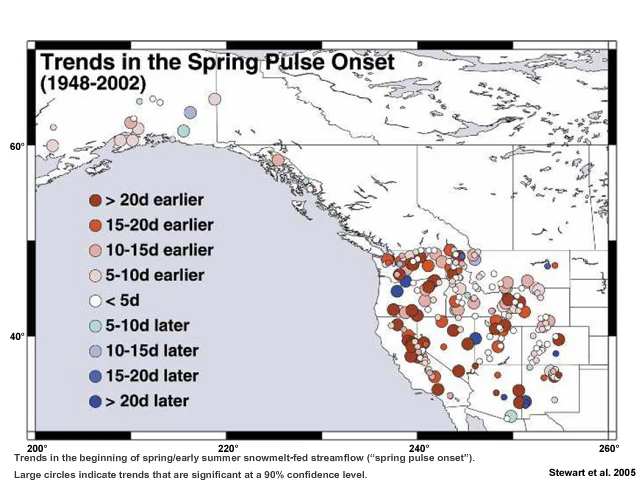 Trends in the Spring Pulse Onset
(1948-2002)
60°
> 20d earlier
15-20d earlier
10-15d earlier
5-10d earlier
< 5d
5-10d later
10-15d later
15-20d later
> 20d later
40°
200° 220° 240° 260°
Trends in the beginning of spring/early summer snowmelt-fed streamflow (“spring pulse onset”).
Large circles indicate trends that are significant at a 90% confidence level.
Stewart et al. 2005